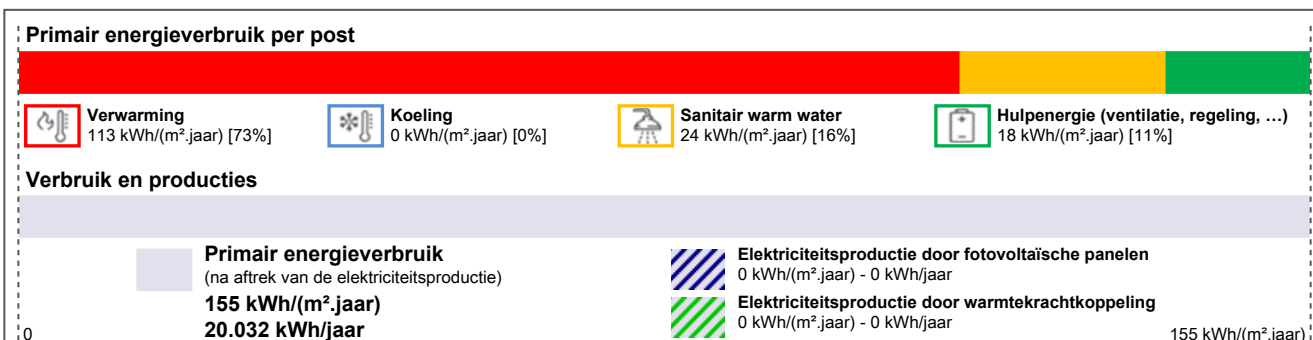 Primair energieverbruik per post
Verwarming
113 kWh/(m².jaar) [73%]
Koeling
0 kWh/(m².jaar) [0%]
Sanitair warm water
24 kWh/(m².jaar) [16%]
Hulpenergie (ventilatie, regeling, …)
18 kWh/(m².jaar) [11%]
Verbruik en producties
Primair energieverbruik
(na aftrek van de elektriciteitsproductie)
155 kWh/(m².jaar)
20.032 kWh/jaar
Elektriciteitsproductie door fotovoltaïsche panelen
0 kWh/(m².jaar) - 0 kWh/jaar
Elektriciteitsproductie door warmtekrachtkoppeling
0 kWh/(m².jaar) - 0 kWh/jaar
0
155 kWh/(m².jaar)